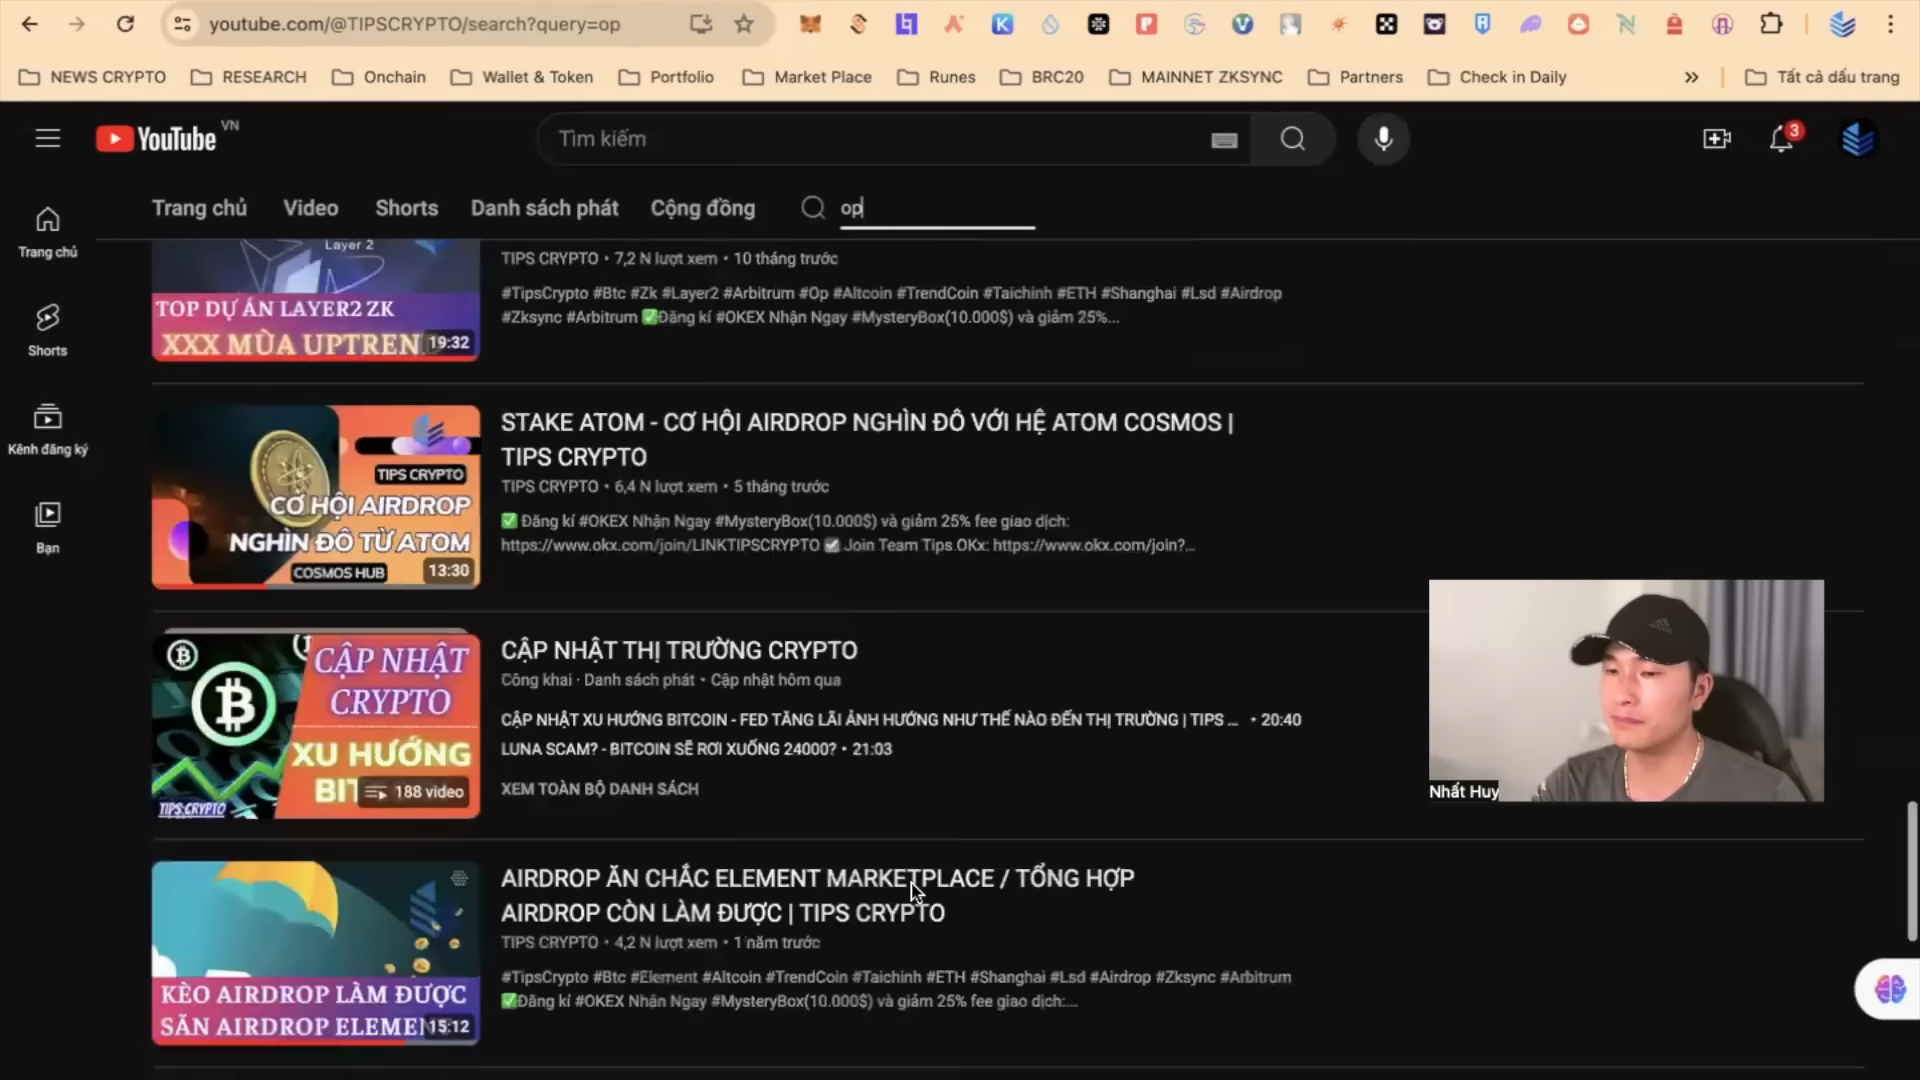 youtube.com/@TIPSCRYPTO/search?query=op
NEWS CRYPTO
RESEARCH
Onchain
Wallet & Token
Portfolio
Market Place
Runes
BRC20
MAINNET ZKSYNC
Partners
Check in Daily
Tất cả dấu trang
YouTube VN
Tìm kiếm
3
Trang chủ
Video
Shorts
Danh sách phát
Cộng đồng
op
Trang chủ
Shorts
Kênh đăng ký
Bạn
Layer 2
TOP DỰ ÁN LAYER2 ZK
XXX MÙA UPTREN
19:32
TIPS CRYPTO • 7,2 N lượt xem • 10 tháng trước
#TipsCrypto #Btc #Zk #Layer2 #Arbitrum #Op #Altcoin #TrendCoin #Taichinh #ETH #Shanghai #Lsd #Airdrop
#Zksync #Arbitrum ✅Đăng kí #OKEX Nhận Ngay #MysteryBox(10.000$) và giảm 25%...
TIPS CRYPTO
CƠ HỘI AIRDROP
NGHÌN ĐÔ TỪ ATOM
COSMOS HUB
13:30
STAKE ATOM - CƠ HỘI AIRDROP NGHÌN ĐÔ VỚI HỆ ATOM COSMOS |
TIPS CRYPTO
TIPS CRYPTO • 6,4 N lượt xem • 5 tháng trước
✅ Đăng kí #OKEX Nhận Ngay #MysteryBox(10.000$) và giảm 25% fee giao dịch:
https://www.okx.com/join/LINKTIPSCRYPTO ☑ Join Team Tips OKx: https://www.okx.com/join?...
CẬP NHẬT
CRYPTO
XU HƯỚNG
BIT
188 video
TIPS CRYPTO
CẬP NHẬT THỊ TRƯỜNG CRYPTO
Công khai · Danh sách phát • Cập nhật hôm qua
CẬP NHẬT XU HƯỚNG BITCOIN - FED TĂNG LÃI ẢNH HƯỚNG NHƯ THẾ NÀO ĐẾN THỊ TRƯỜNG | TIPS ... • 20:40
LUNA SCAM? - BITCOIN SẼ RƠI XUỐNG 24000? • 21:03
XEM TOÀN BỘ DANH SÁCH
Nhất Huy
KÈO AIRDROP LÀM ĐƯỢC
SĂN AIRDROP ELEMEN
15:12
AIRDROP ĂN CHẮC ELEMENT MARKETPLACE / TỔNG HỢP
AIRDROP CÒN LÀM ĐƯỢC | TIPS CRYPTO
TIPS CRYPTO • 4,2 N lượt xem • 1 năm trước
#TipsCrypto #Btc #Element #Altcoin #TrendCoin #Taichinh #ETH #Shanghai #Lsd #Airdrop #Zksync #Arbitrum
✅Đăng kí #OKEX Nhận Ngay #MysteryBox(10.000$) và giảm 25% fee giao dịch:...